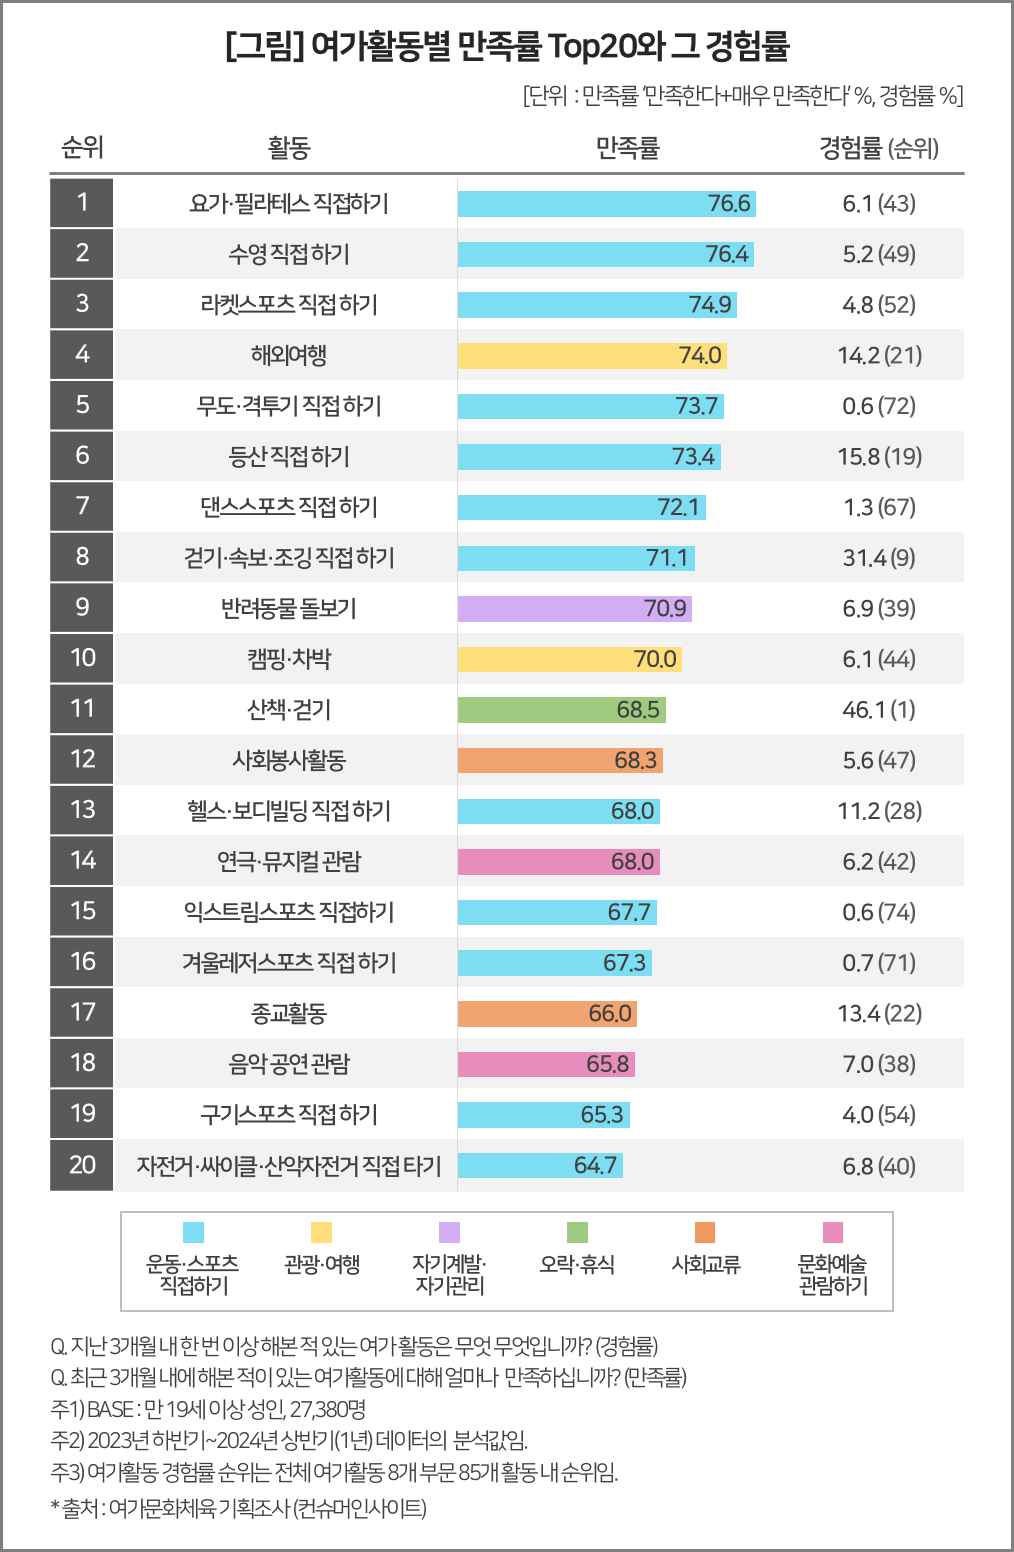 [그림] 여가활동별 만족률 Top20와 그 경험률
[단위 : 만족률 ‘만족한다+매우 만족한다’ %, 경험률 %]
순위 활동 만족률 경험률 (순위)
1 요가·필라테스 직접하기 76.6 6.1 (43)
2 수영 직접 하기 76.4 5.2 (49)
3 라켓스포츠 직접 하기 74.9 4.8 (52)
4 해외여행 74.0 14.2 (21)
5 무도·격투기 직접 하기 73.7 0.6 (72)
6 등산 직접 하기 73.4 15.8 (19)
7 댄스스포츠 직접 하기 72.1 1.3 (67)
8 걷기·속보·조깅 직접 하기 71.1 31.4 (9)
9 반려동물 돌보기 70.9 6.9 (39)
10 캠핑·차박 70.0 6.1 (44)
11 산책·걷기 68.5 46.1 (1)
12 사회봉사활동 68.3 5.6 (47)
13 헬스·보디빌딩 직접 하기 68.0 11.2 (28)
14 연극·뮤지컬 관람 68.0 6.2 (42)
15 익스트림스포츠 직접하기 67.7 0.6 (74)
16 겨울레저스포츠 직접 하기 67.3 0.7 (71)
17 종교활동 66.0 13.4 (22)
18 음악 공연 관람 65.8 7.0 (38)
19 구기스포츠 직접 하기 65.3 4.0 (54)
20 자전거·싸이클·산악자전거 직접 타기 64.7 6.8 (40)
운동·스포츠 직접하기
관광·여행
자기계발· 자기관리
오락·휴식
사회교류
문화예술 관람하기
Q. 지난 3개월 내 한 번 이상 해본 적 있는 여가 활동은 무엇 무엇입니까? (경험률)
Q. 최근 3개월 내에 해본 적이 있는 여가활동에 대해 얼마나 만족하십니까? (만족률)
주1) BASE : 만 19세 이상 성인, 27,380명
주2) 2023년 하반기~2024년 상반기(1년) 데이터의 분석값임.
주3) 여가활동 경험률 순위는 전체 여가활동 8개 부문 85개 활동 내 순위임.
* 출처 : 여가문화체육 기획조사 (컨슈머인사이트)